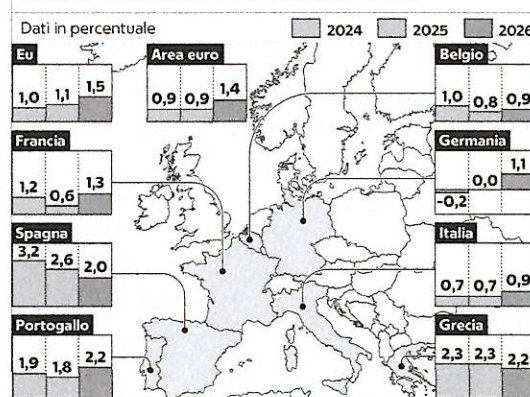 Dati in percentuale 2024 2025 2026
Eu
1,0 1,1 1,5
Area euro
0,9 0,9 1,4
Belgio
1,0 0,8 0,9
Francia
1,2 0,6 1,3
Germania
-0,2 0,0 1,1
Spagna
3,2 2,6 2,0
Italia
0,7 0,7 0,9
Portogallo
1,9 1,8 2,2
Grecia
2,3 2,3 2,2